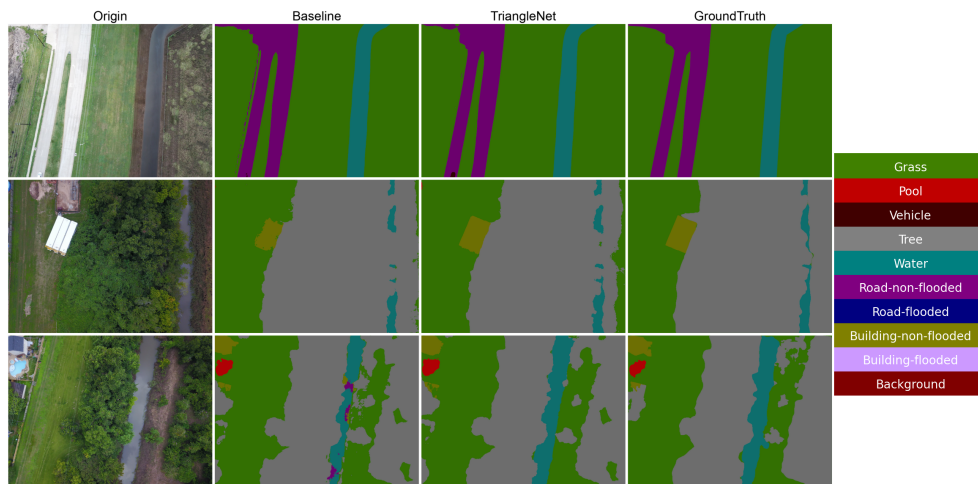 Origin
Baseline
TriangleNet
GroundTruth
Grass
Pool
Vehicle
Tree
Water
Road-non-flooded
Road-flooded
Building-non-flooded
Building-flooded
Background